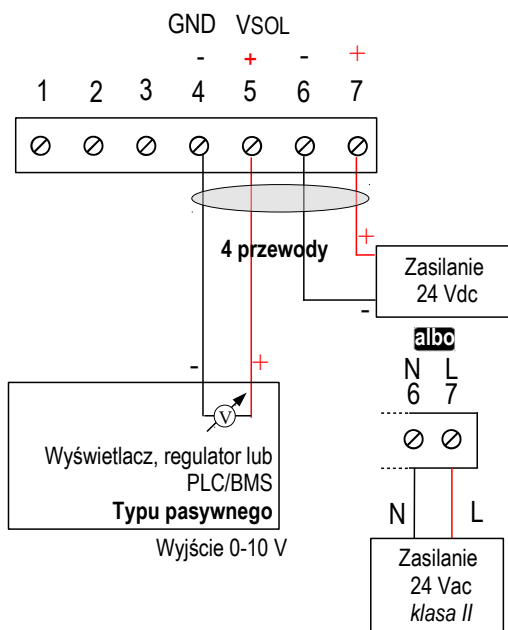 GND VSOL
- + - +
1 2 3 4 5 6 7
4 przewody
+
-
Zasilanie
24 Vdc
albo
N L
6 7
- +
V
Wyświetlacz, regulator lub
PLC/BMS
Typu pasywnego
Wyjście 0-10 V
N L
Zasilanie
24 Vac
klasa II